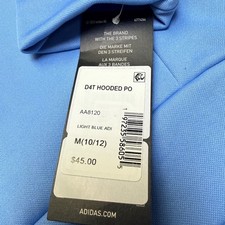 THE BRAND
WITH THE 3 STRIPES
DIE MARKE MIT
DEN 3 STREIFEN
LA MARQUE
AUX 3 BANDES
D4T HOODED PO
AA8120
LIGHT BLUE ADI
M(10/12)
$45.00
ADIDAS.COM